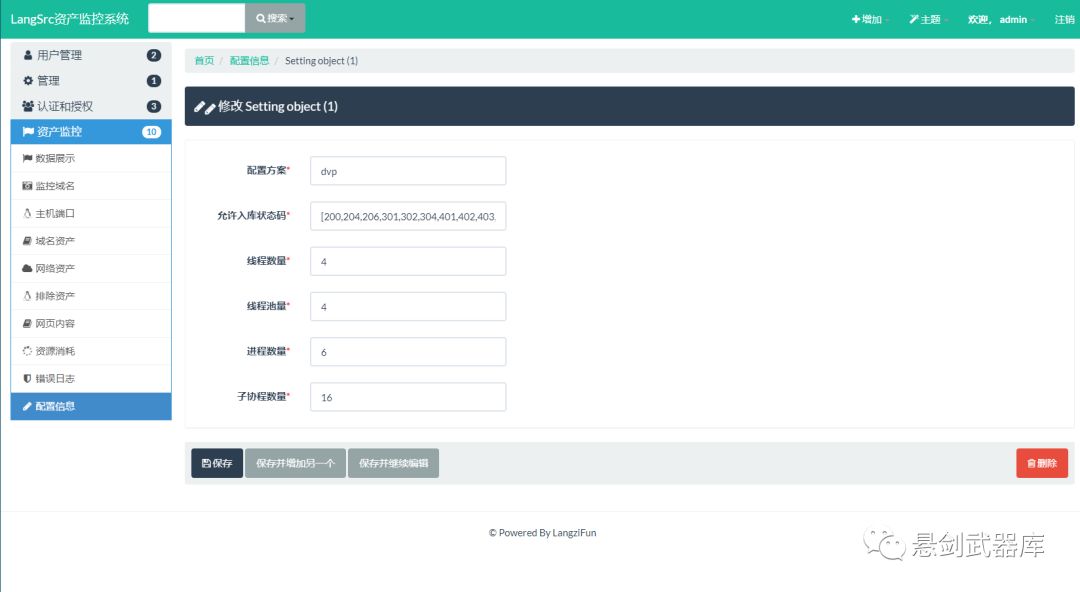 LangSrc资产监控系统 搜索 增加 主题 欢迎， admin 注销
用户管理 2
管理 1
认证和授权 3
资产监控 10
数据展示
监控域名
主机端口
域名资产
网络资产
排除资产
网页内容
资源消耗
错误日志
配置信息
首页 / 配置信息 / Setting object (1)
修改 Setting object (1)
配置方案* dvp
允许入库状态码* [200,204,206,301,302,304,401,402,403,
线程数量* 4
线程池量* 4
进程数量* 6
子协程数量* 16
保存 保存并增加另一个 保存并继续编辑 删除
© Powered By LangziFun
悬剑武器库